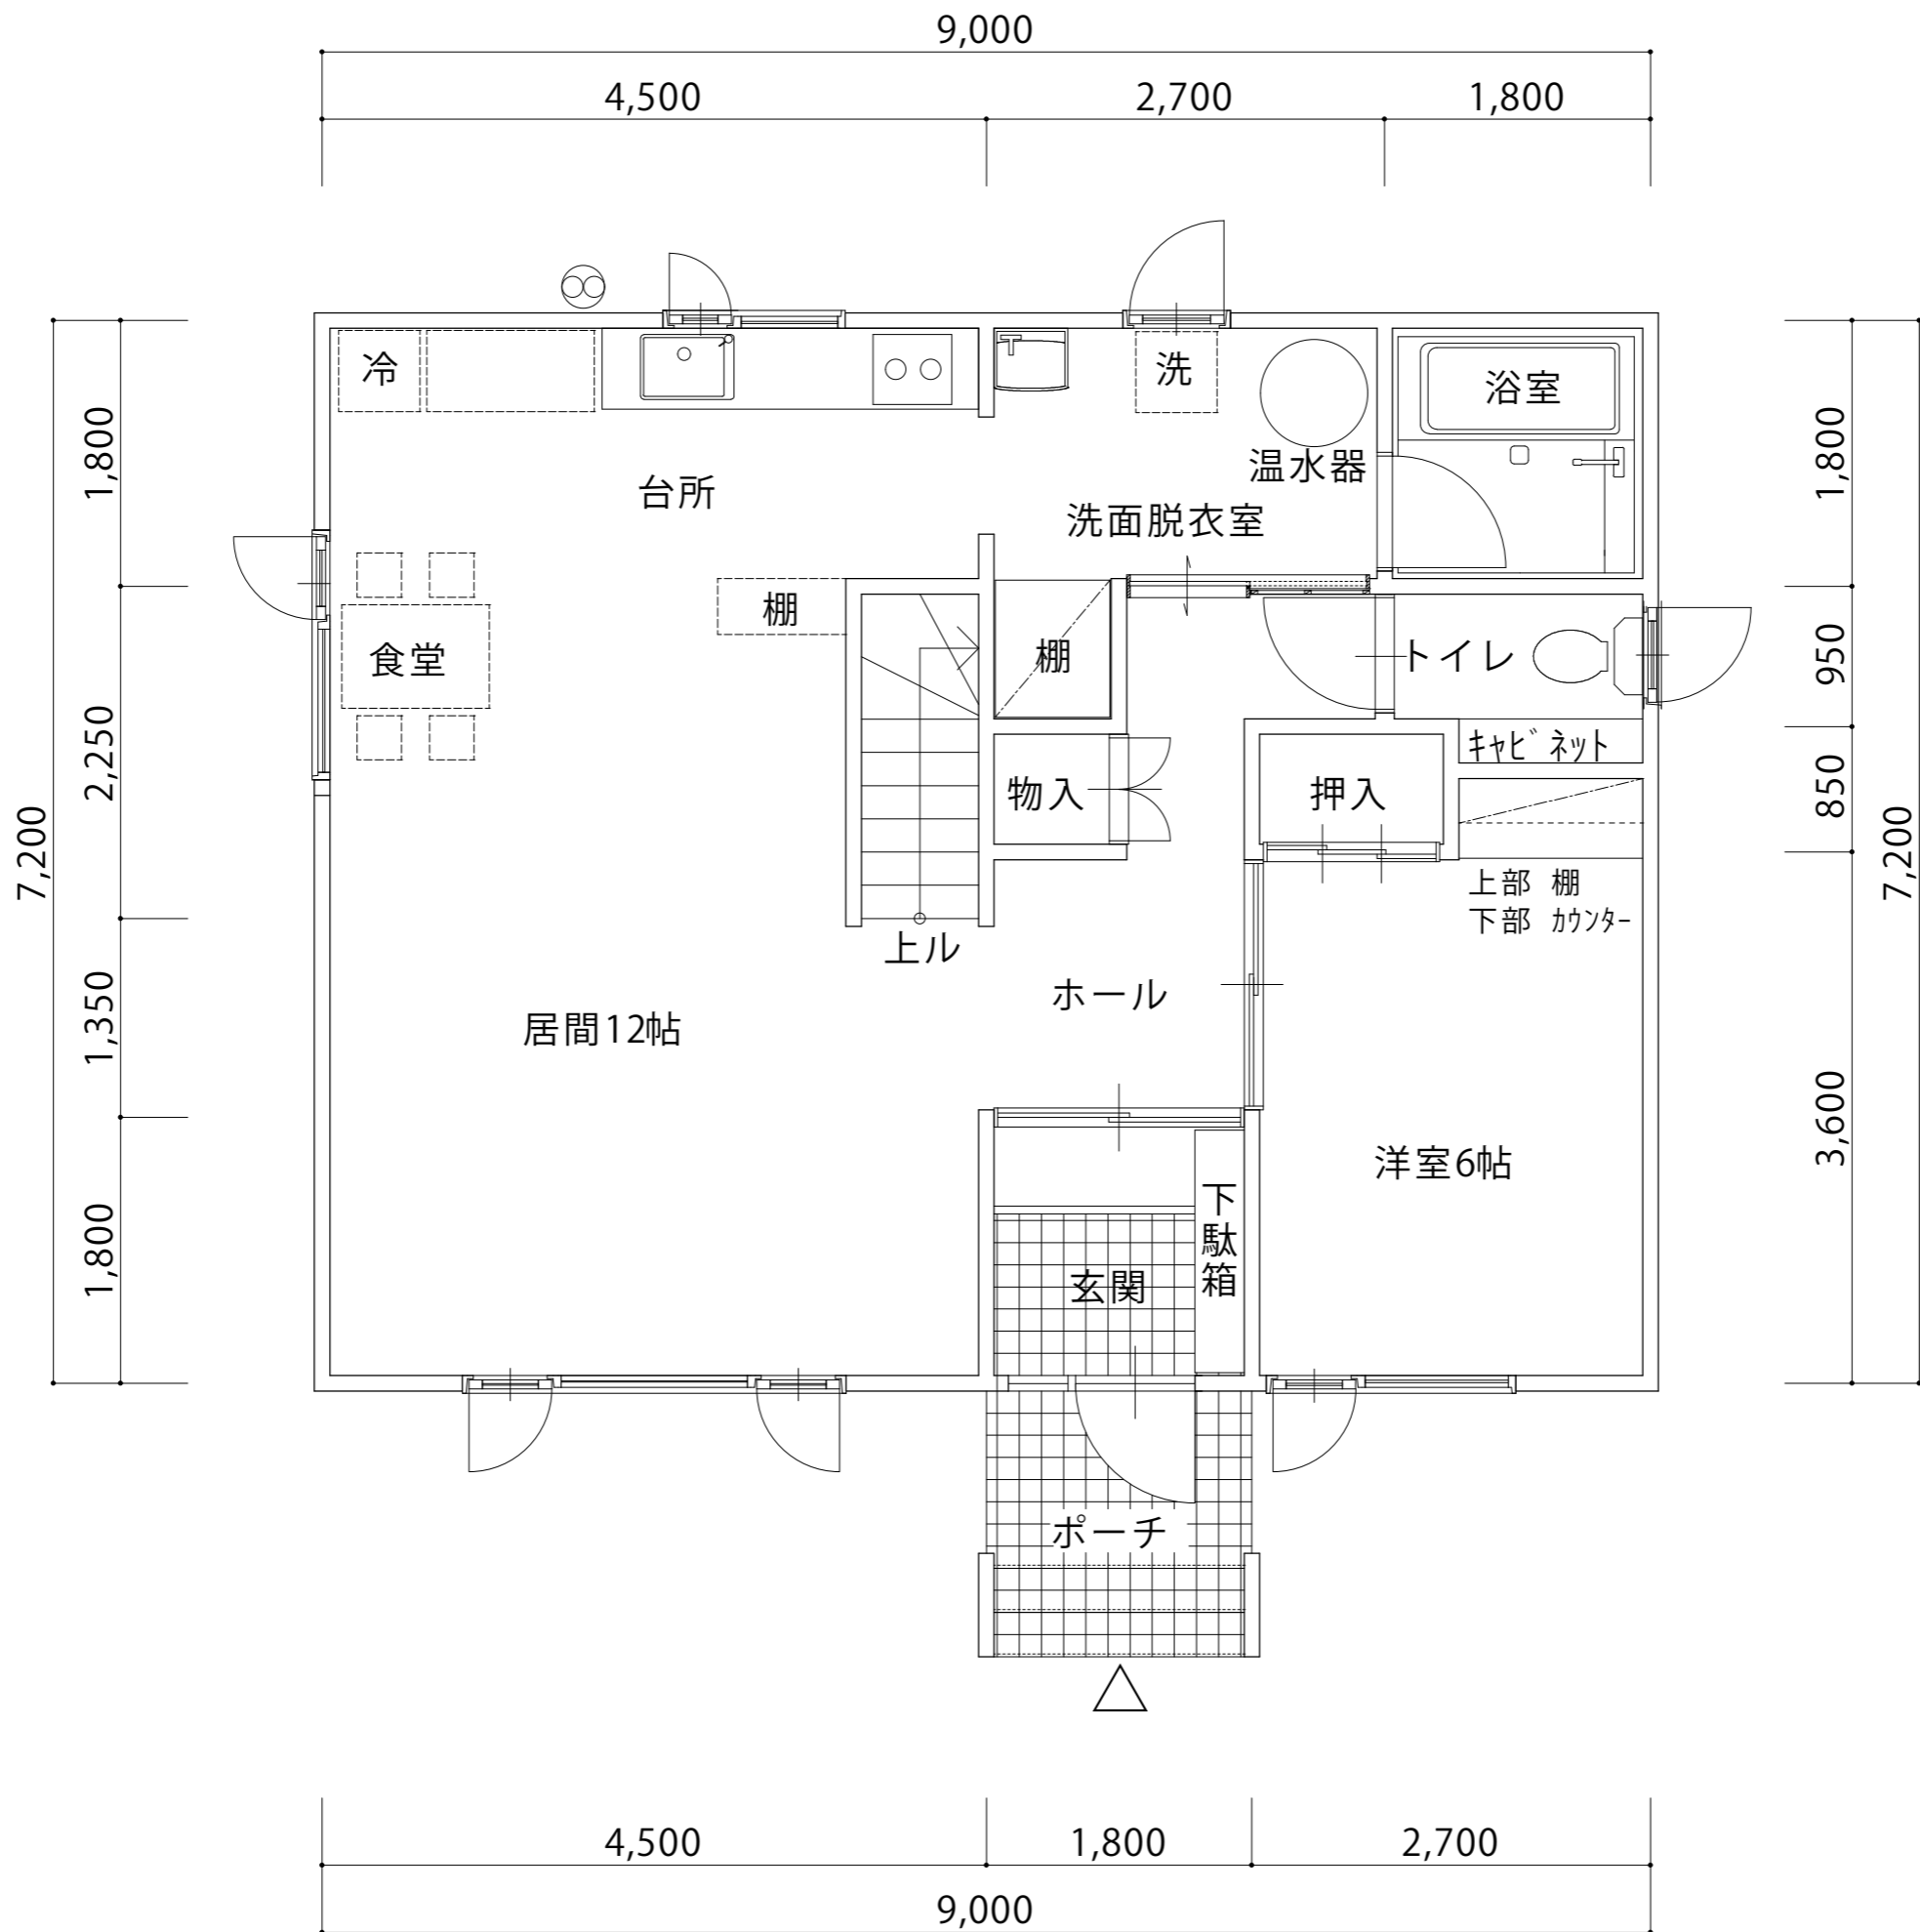 9,000
4,500
2,700
1,800
冷
洗
浴室
温水器
台所
洗面脱衣室
棚
棚
食堂
トイレ
キャビネット
物入
押入
上部 棚
下部 カウンター
上ル
ホール
居間12帖
洋室6帖
下駄箱
玄関
ポーチ
7,200
1,800
2,250
1,350
1,800
1,800
950
850
3,600
7,200
4,500
1,800
2,700
9,000